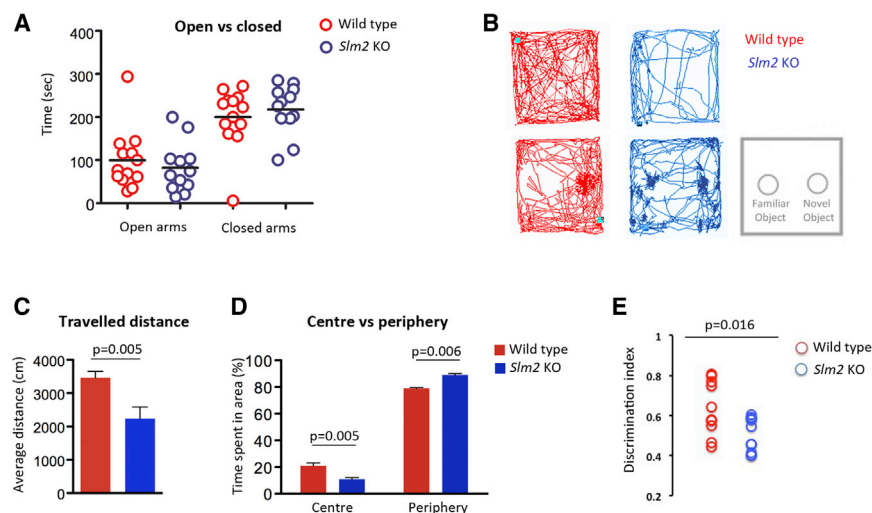 A
Open vs closed
Wild type
Slm2 KO
Time (sec)
400
300
200
100
0
Open arms
Closed arms
B
Wild type
Slm2 KO
Familiar
Object
Novel
Object
C
Travelled distance
p=0.005
Average distance (cm)
4000
3000
2000
1000
0
D
Centre vs periphery
Wild type
Slm2 KO
p=0.006
p=0.005
Time spent in area (%)
100
80
60
40
20
0
Centre
Periphery
E
p=0.016
Wild type
Slm2 KO
Discrimination index
1
0.8
0.6
0.4
0.2